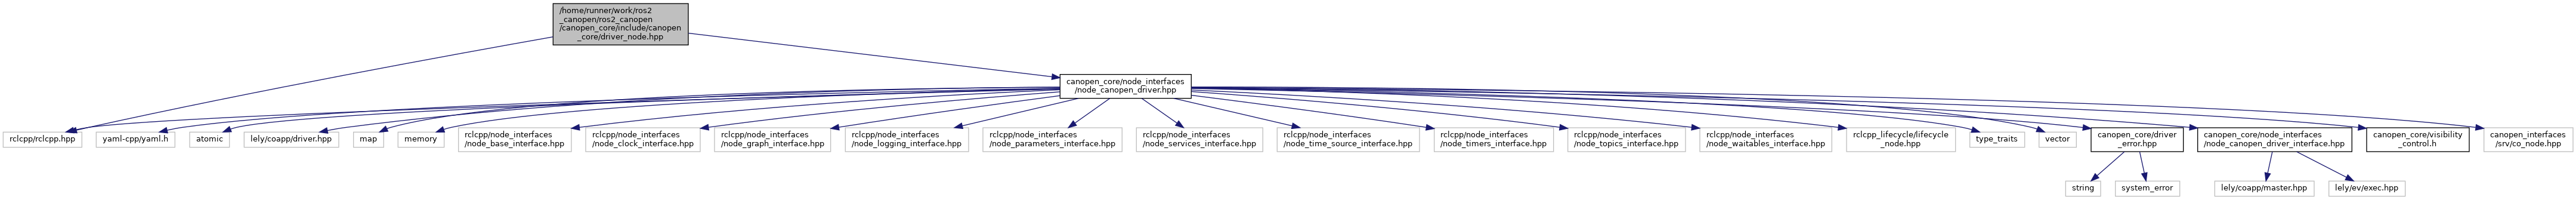 /home/runner/work/ros2
_canopen/ros2_canopen
/canopen_core/include/canopen
_core/driver_node.hpp
canopen_core/node_interfaces
/node_canopen_driver.hpp
rclcpp/rclcpp.hpp
yaml-cpp/yaml.h
atomic
lely/coapp/driver.hpp
map
memory
rclcpp/node_interfaces
/node_base_interface.hpp
rclcpp/node_interfaces
/node_clock_interface.hpp
rclcpp/node_interfaces
/node_graph_interface.hpp
rclcpp/node_interfaces
/node_logging_interface.hpp
rclcpp/node_interfaces
/node_parameters_interface.hpp
rclcpp/node_interfaces
/node_services_interface.hpp
rclcpp/node_interfaces
/node_time_source_interface.hpp
rclcpp/node_interfaces
/node_timers_interface.hpp
rclcpp/node_interfaces
/node_topics_interface.hpp
rclcpp/node_interfaces
/node_waitables_interface.hpp
rclcpp_lifecycle/lifecycle
_node.hpp
type_traits
vector
canopen_core/driver
_error.hpp
canopen_core/node_interfaces
/node_canopen_driver_interface.hpp
canopen_core/visibility
_control.h
canopen_interfaces
/srv/co_node.hpp
string
system_error
lely/coapp/master.hpp
lely/ev/exec.hpp